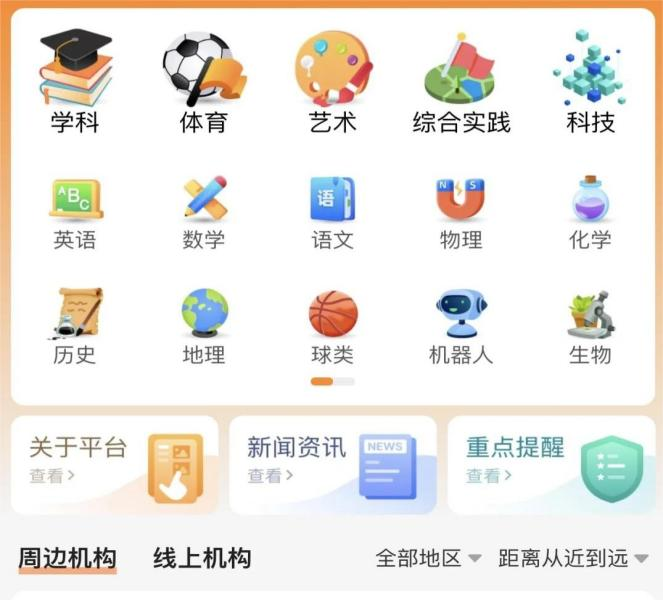 学科 体育 艺术 综合实践 科技
ABC 语 N S
英语 数学 语文 物理 化学
历史 地理 球类 机器人 生物
关于平台 新闻资讯 NEWS 重点提醒
查看> 查看> 查看>
周边机构 线上机构 全部地区 距离从近到远